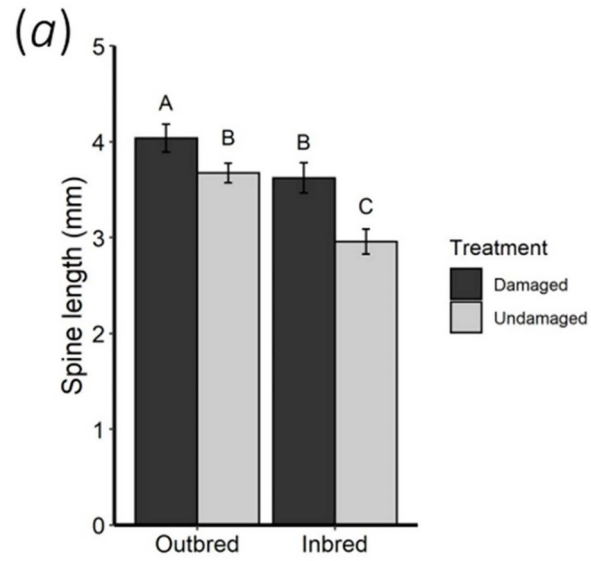 (a)
5
4
3
2
1
0
Spine length (mm)
A
B
B
C
Outbred
Inbred
Treatment
Damaged
Undamaged